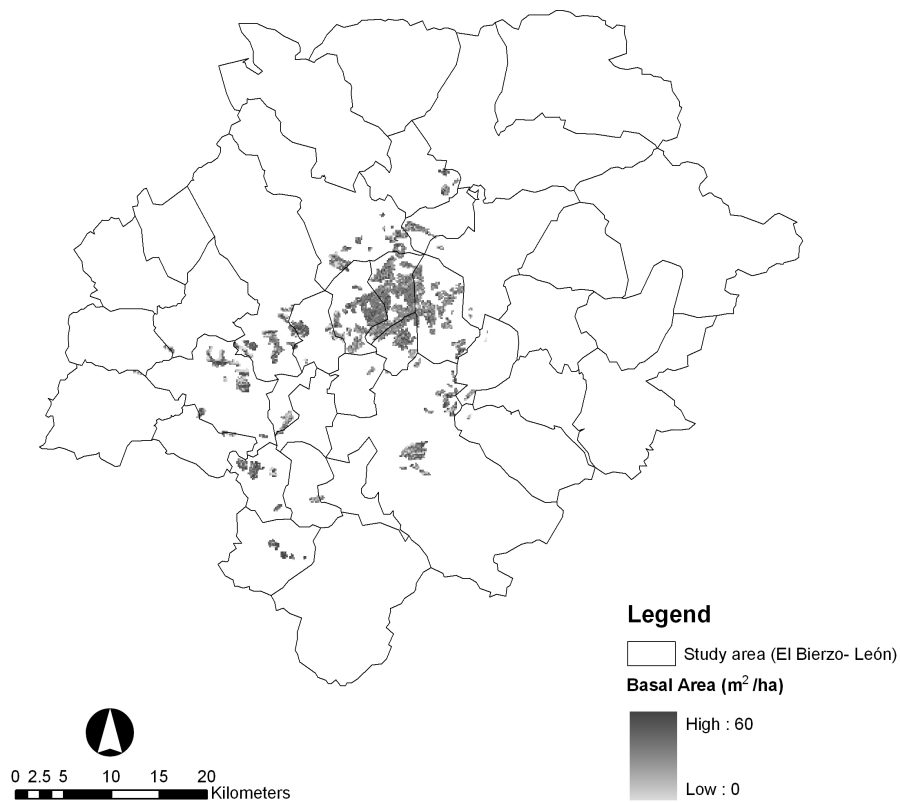 Legend
Study area (El Bierzo- León)
Basal Area (m² /ha)
High : 60
Low : 0
0 2.5 5 10 15 20
Kilometers